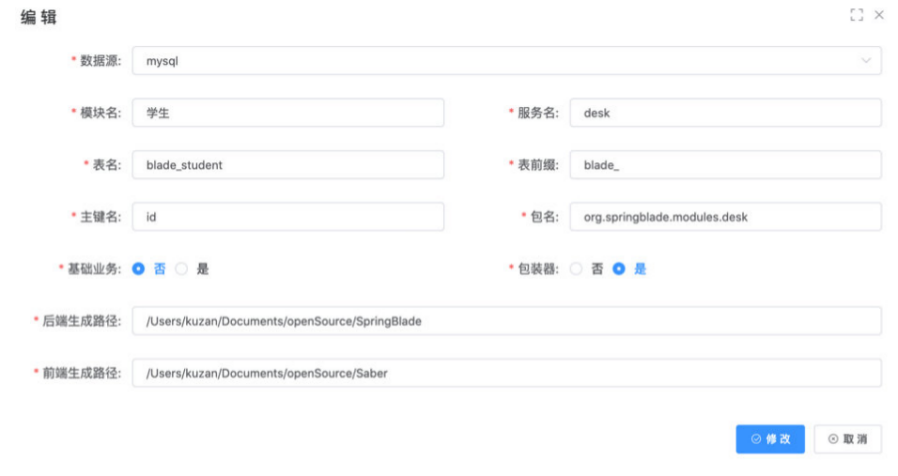 编辑
* 数据源: mysql
* 模块名: 学生 * 服务名: desk
* 表名: blade_student * 表前缀: blade_
* 主键名: id * 包名: org.springblade.modules.desk
* 基础业务: 否 是 * 包装器: 否 是
* 后端生成路径: /Users/kuzan/Documents/openSource/SpringBlade
* 前端生成路径: /Users/kuzan/Documents/openSource/Saber
修改 取消